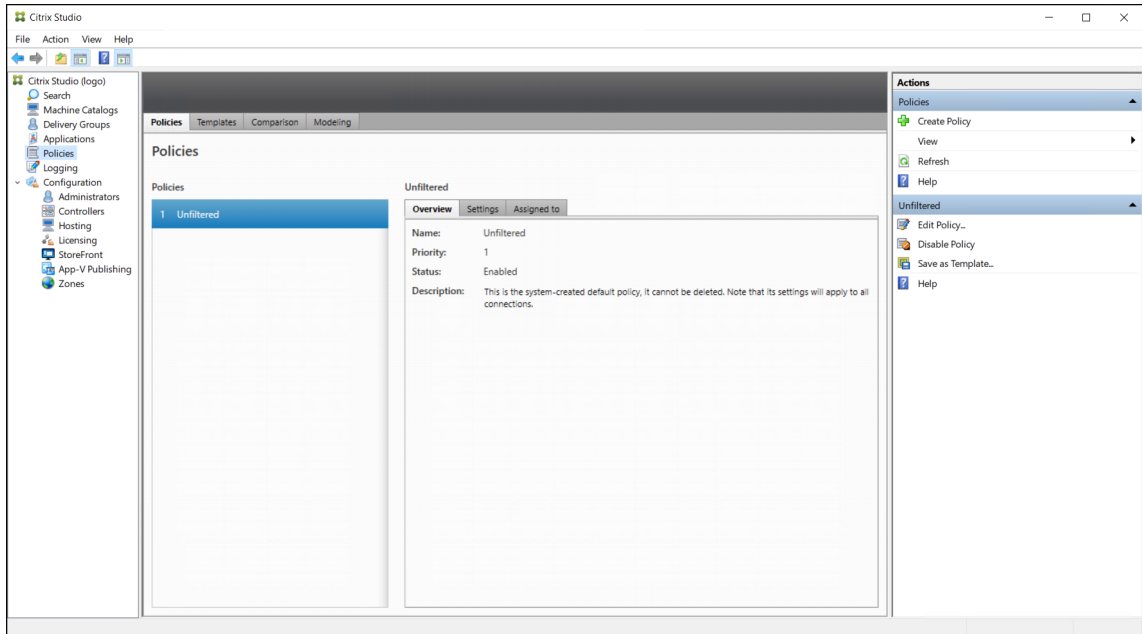 Citrix Studio
File Action View Help
Citrix Studio (logo)
Search
Machine Catalogs
Delivery Groups
Applications
Policies
Logging
Configuration
Administrators
Controllers
Hosting
Licensing
StoreFront
App-V Publishing
Zones
Policies Templates Comparison Modeling
Policies
Policies
1 Unfiltered
Unfiltered
Overview Settings Assigned to
Name: Unfiltered
Priority: 1
Status: Enabled
Description: This is the system-created default policy, it cannot be deleted. Note that its settings will apply to all
connections.
Actions
Policies
Create Policy
View
Refresh
Help
Unfiltered
Edit Policy...
Disable Policy
Save as Template...
Help